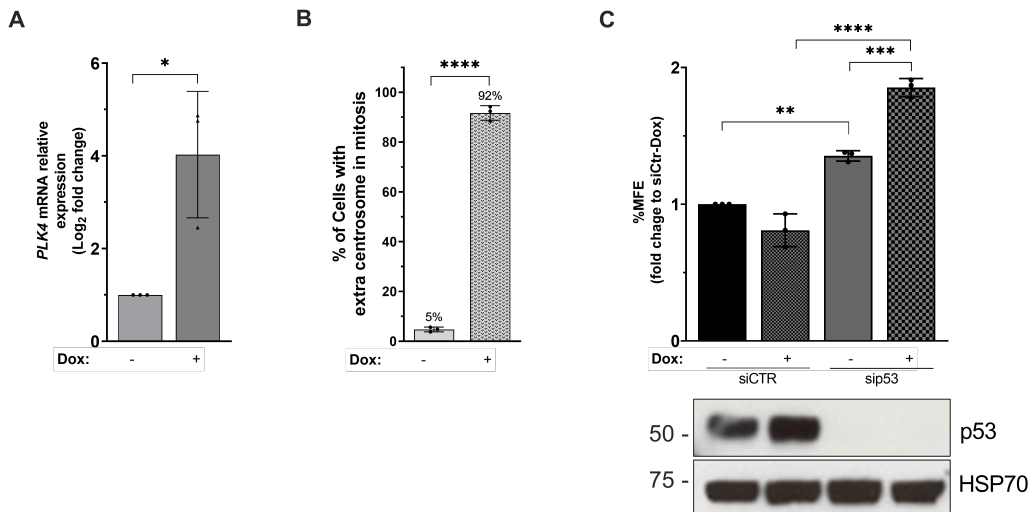 A
PLK4 mRNA relative
expression
(Log2 fold change)
6
4
2
0
*
Dox:
-
+
B
% of Cells with
extra centrosome in mitosis
100
80
60
40
20
0
****
92%
5%
Dox:
-
+
C
%MFE
(fold chage to siCtr-Dox)
2
1
0
****
***
**
Dox:
-
+
-
+
siCTR
sip53
50 -
p53
75 -
HSP70